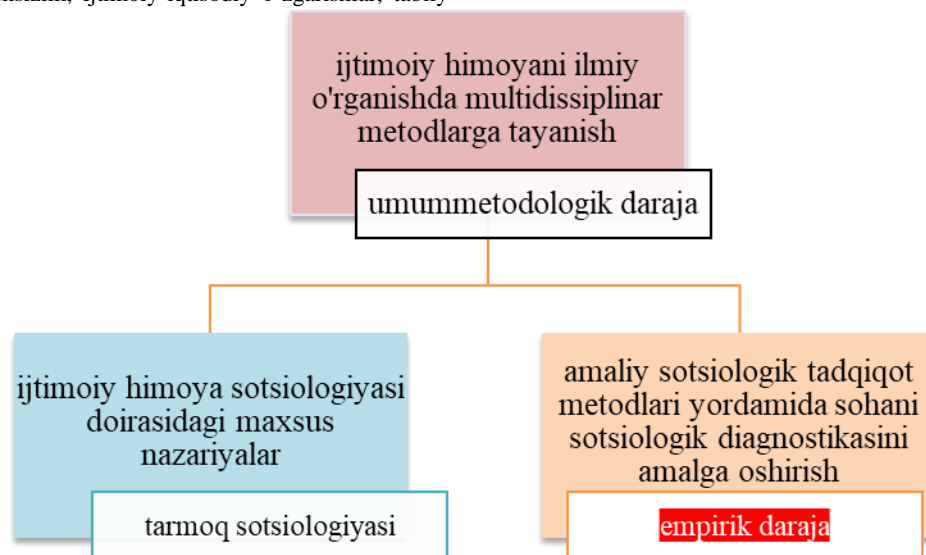 ijtimoiy himoyani ilmiy
o'rganishda multidissiplinar
metodlarga tayanish
umummetodologik daraja
ijtimoiy himoya sotsiologiyasi
doirasidagi maxsus
nazariyalar
tarmoq sotsiologiyasi
amaliy sotsiologik tadqiqot
metodlari yordamida sohani
sotsiologik diagnostikasini
amalga oshirish
empirik daraja